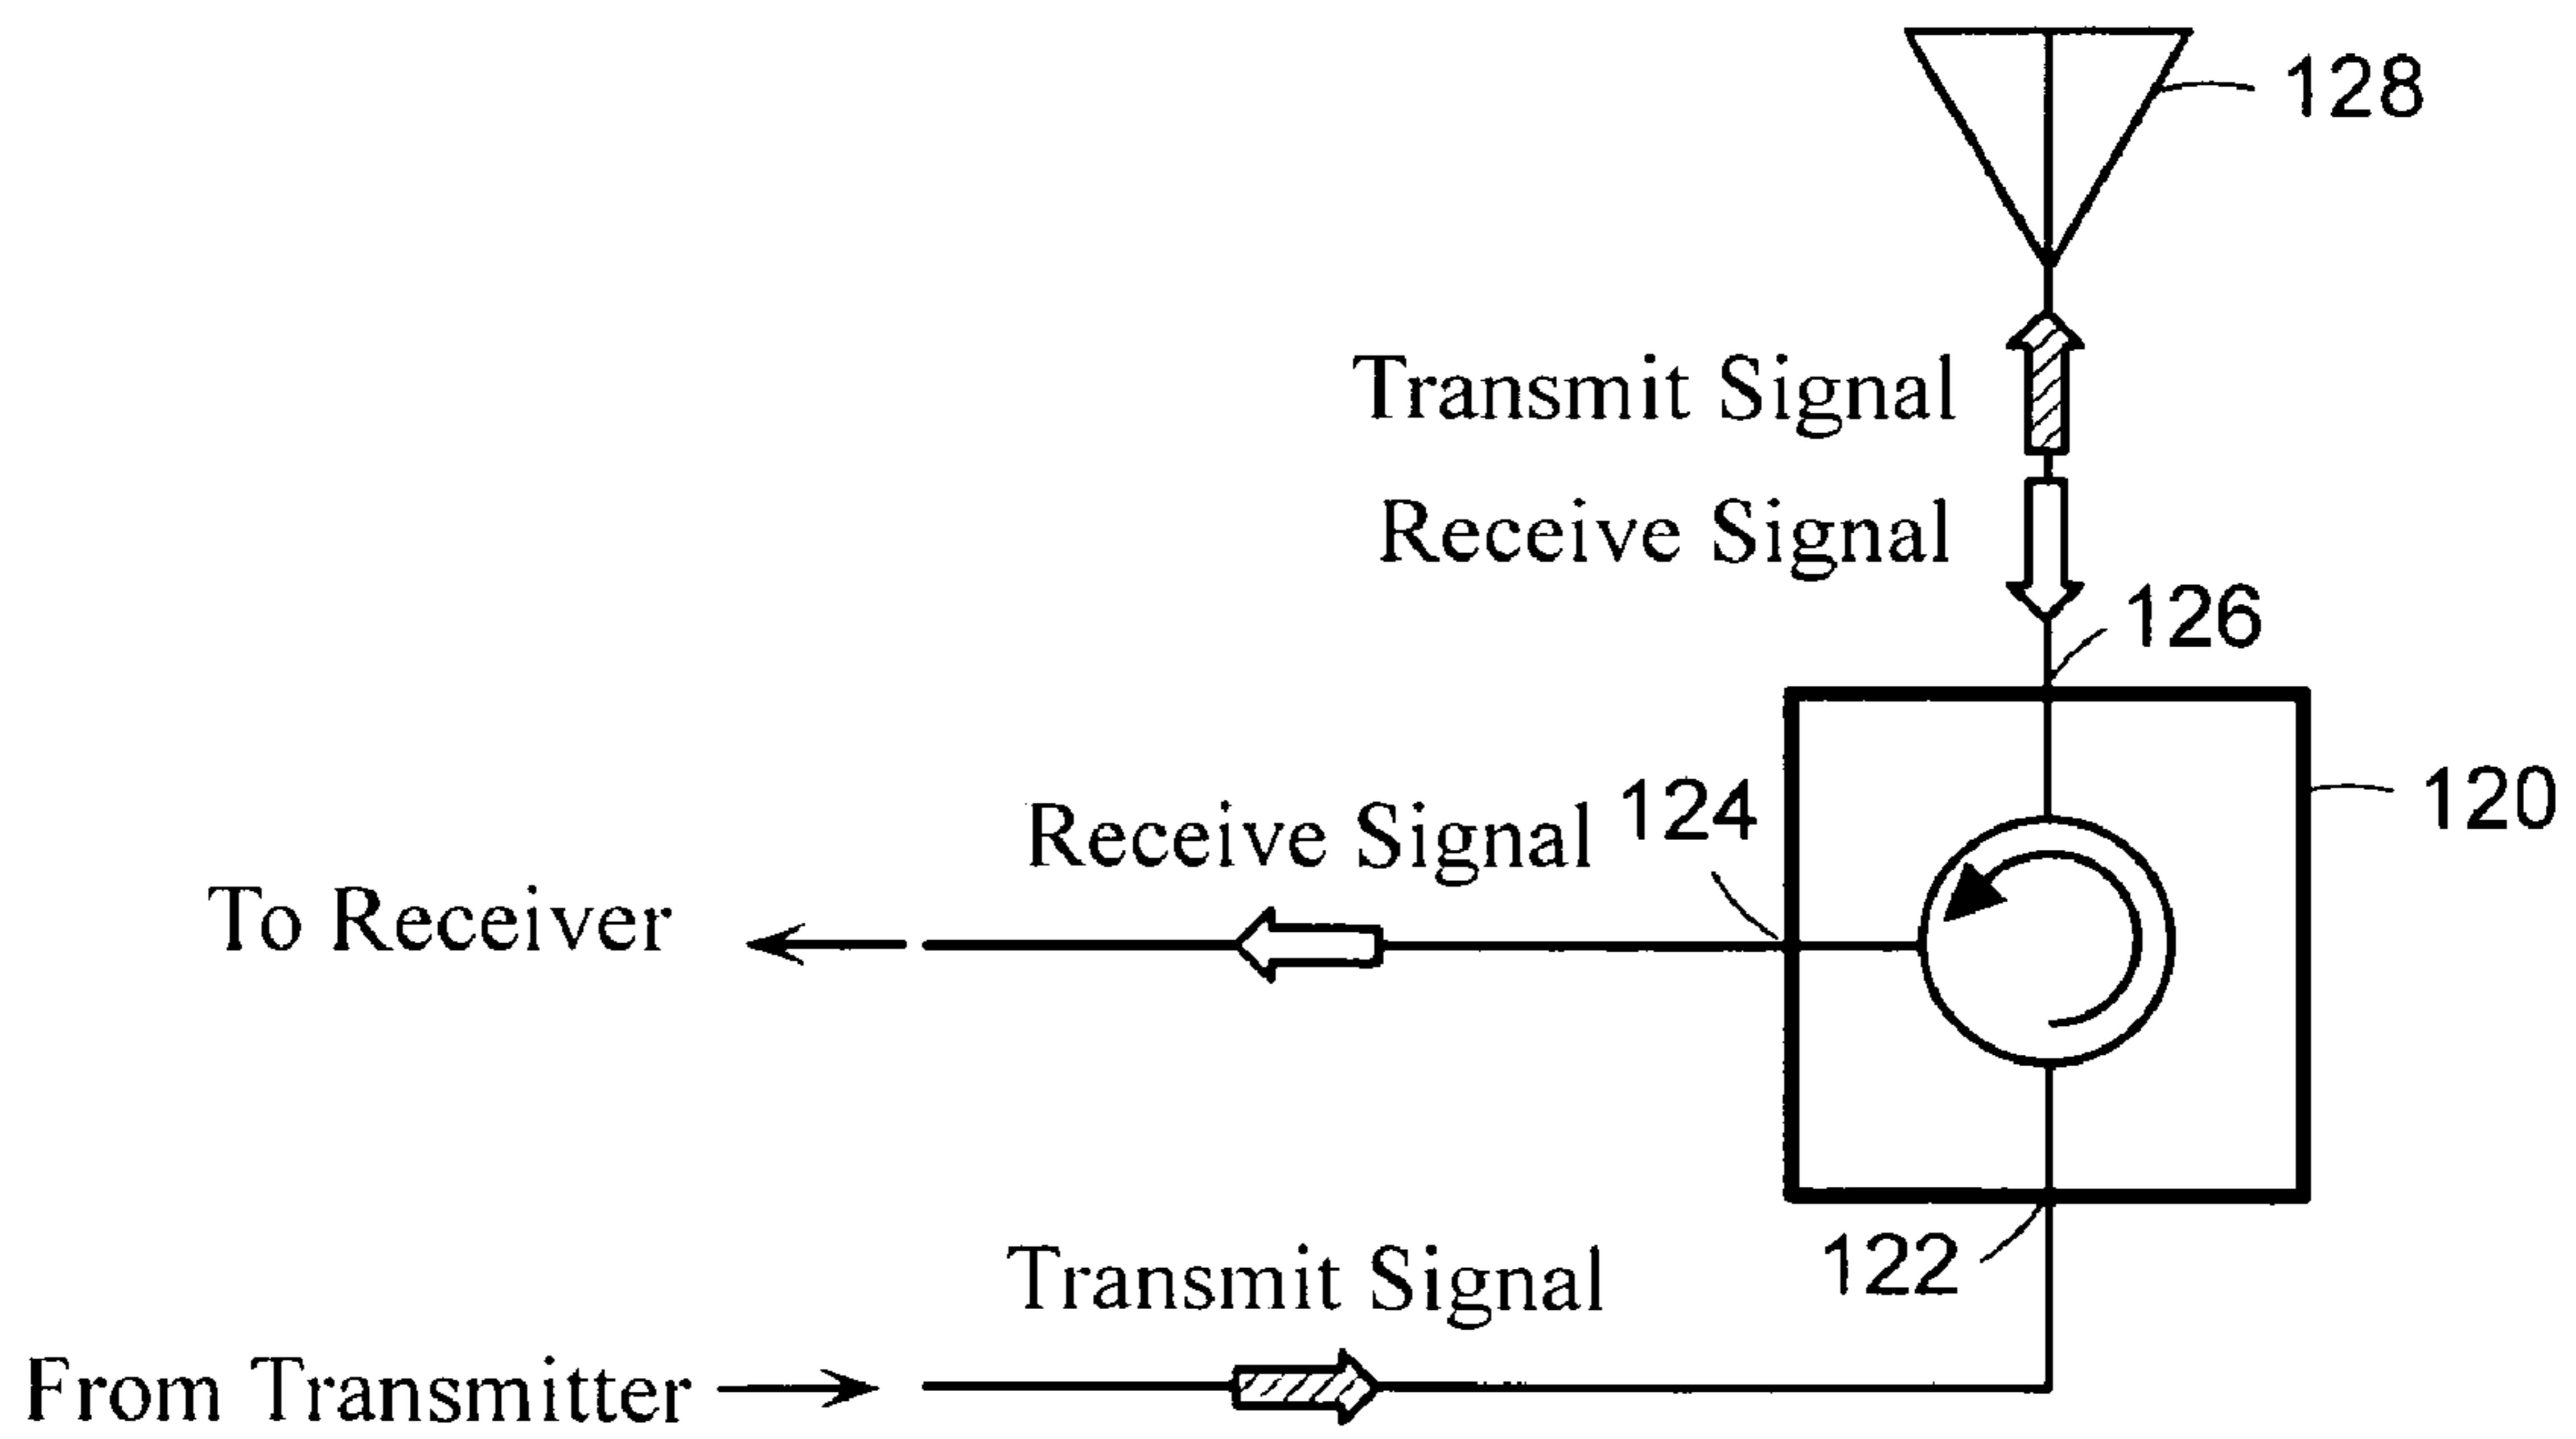 128
Transmit Signal
Receive Signal
126
120
124
Receive Signal
To Receiver
122
Transmit Signal
From Transmitter